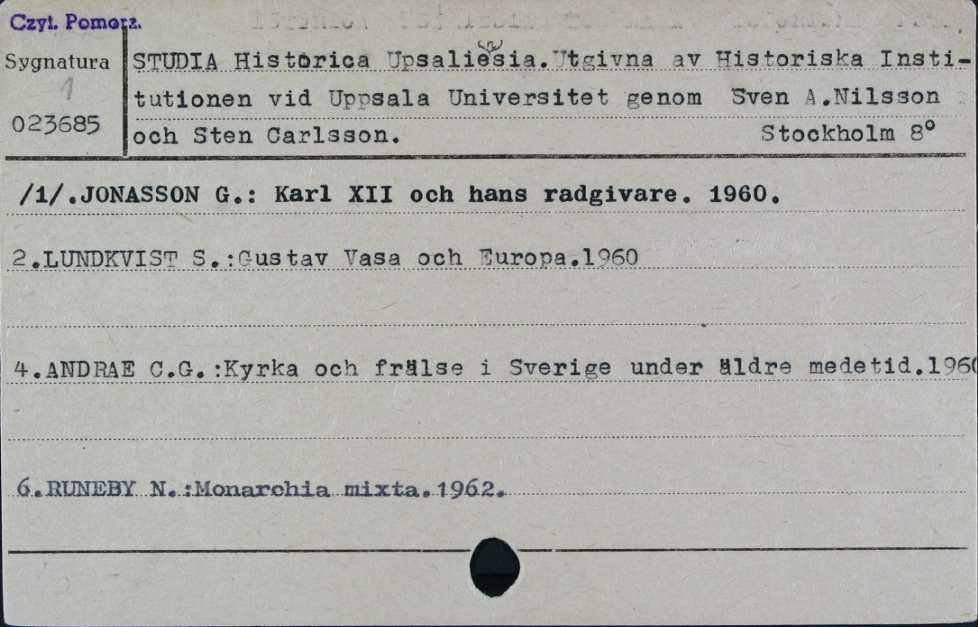 Czyt. Pomorz.
Sygnatura
1
023685
STUDIA Historica Upsaliesia.Utgivna av Historiska Insti-
tutionen vid Uppsala Universitet genom Sven A.Nilsson
och Sten Carlsson. Stockholm 8°
/1/.JONASSON G.: Karl XII och hans radgivare. 1960.
2.LUNDKVIST S.:Gustav Vasa och Europa.1960
4.ANDRAE C.G.:Kyrka och frälse i Sverige under äldre medetid.1960
6.RUNEBY N.:Monarchia mixta.1962.